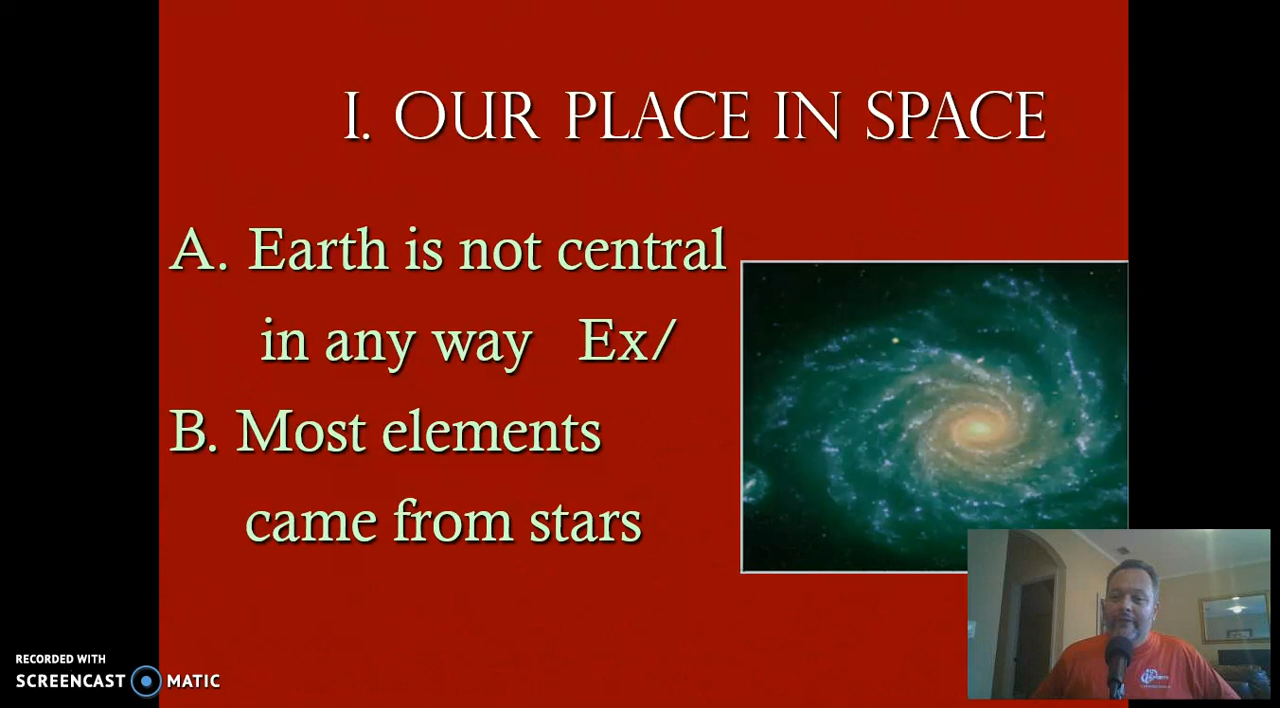 I. OUR PLACE IN SPACE
A. Earth is not central
in any way Ex/
B. Most elements
came from stars
RECORDED WITH
SCREENCAST MATIC